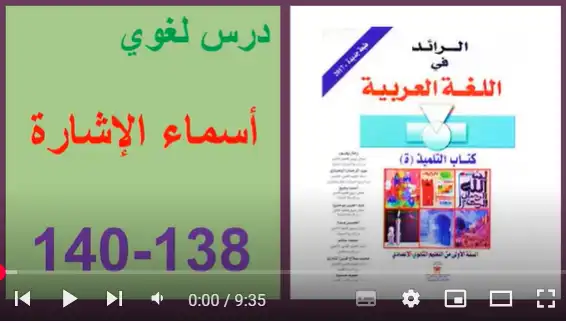 درس لغوي
أسماء الإشارة
140-138
طبعة جديدة 2017
الرائد
في
اللغة العربية
كتاب التلميذ (ة)
السنة الأولى من التعليم الثانوي الإعدادي
0:00 / 9:35